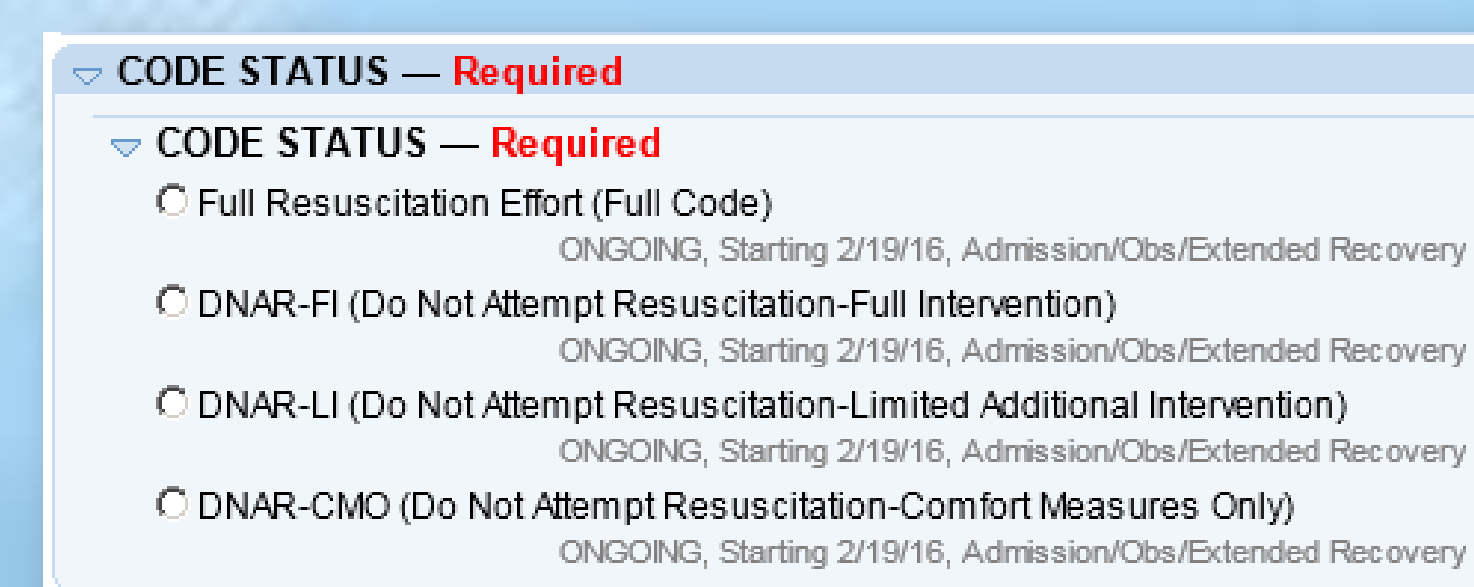 CODE STATUS — Required
CODE STATUS — Required
Full Resuscitation Effort (Full Code)
ONGOING, Starting 2/19/16, Admission/Obs/Extended Recovery
DNAR-FI (Do Not Attempt Resuscitation-Full Intervention)
ONGOING, Starting 2/19/16, Admission/Obs/Extended Recovery
DNAR-LI (Do Not Attempt Resuscitation-Limited Additional Intervention)
ONGOING, Starting 2/19/16, Admission/Obs/Extended Recovery
DNAR-CMO (Do Not Attempt Resuscitation-Comfort Measures Only)
ONGOING, Starting 2/19/16, Admission/Obs/Extended Recovery